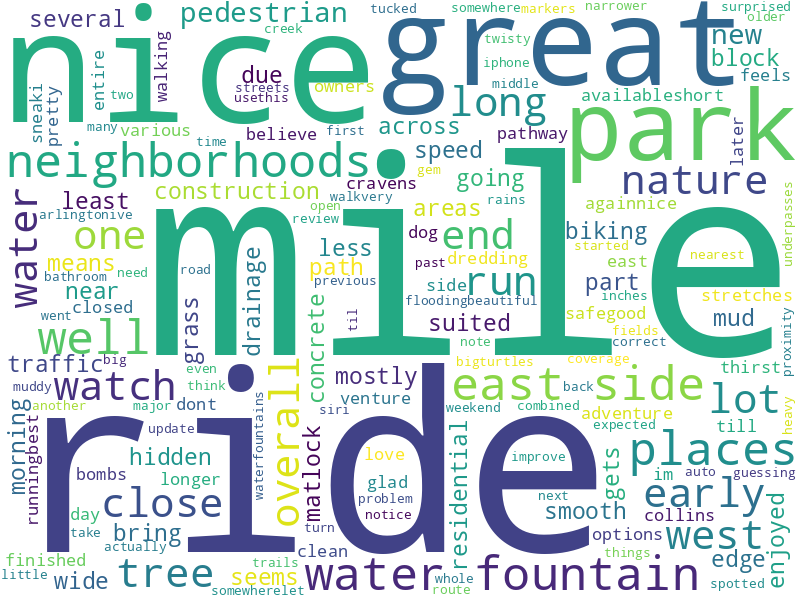 several
pedestrian
tucked
somewhere
markers
narrower
surprised
older
nice
great
creek
twisty
new
block
feels
sneaki
pretty
entire
walking
due
iphone
streets
two
usethis
owners
middle
availableshort
long
many
various
time
believe
first
across
pathway
park
later
neighborhoods
speed
gem
going
nature
cravens
walkvery
rains
least
construction
open
review
areas
againnice
water
arlingtonive
one
mile
dog
end
biking
started
underpasses
means
bathroom
need
road
less
path
past
dredting
east
nearest
near
closed
went
grass
drainage
previous
side
run
part
inches
stretches
floodingbeautiful
well
til
suited
note
safegood
fields
correct
mud
proximity
traffic
big
even
concrete
mostly
bigturtles
coverage
thirst
muddy
watch
think
overall
venture
weekend
east side
back
adventure
lot
heavy
morning
another
major
dont
siri
combined
expected
till
runningbest
update
waterfountains
matlock
love
residential
gets
places
bombs
hidden
glad
improve
im
auto
guessing
day
longer
problem
ride
close
notice
next
smooth
early
collins
take
bring
turn
options
west
enjoyed
finished
actually
clean
trails
whole
things
edge
little
wide
tree
seems
somewherelet
water fountain
route
spotted